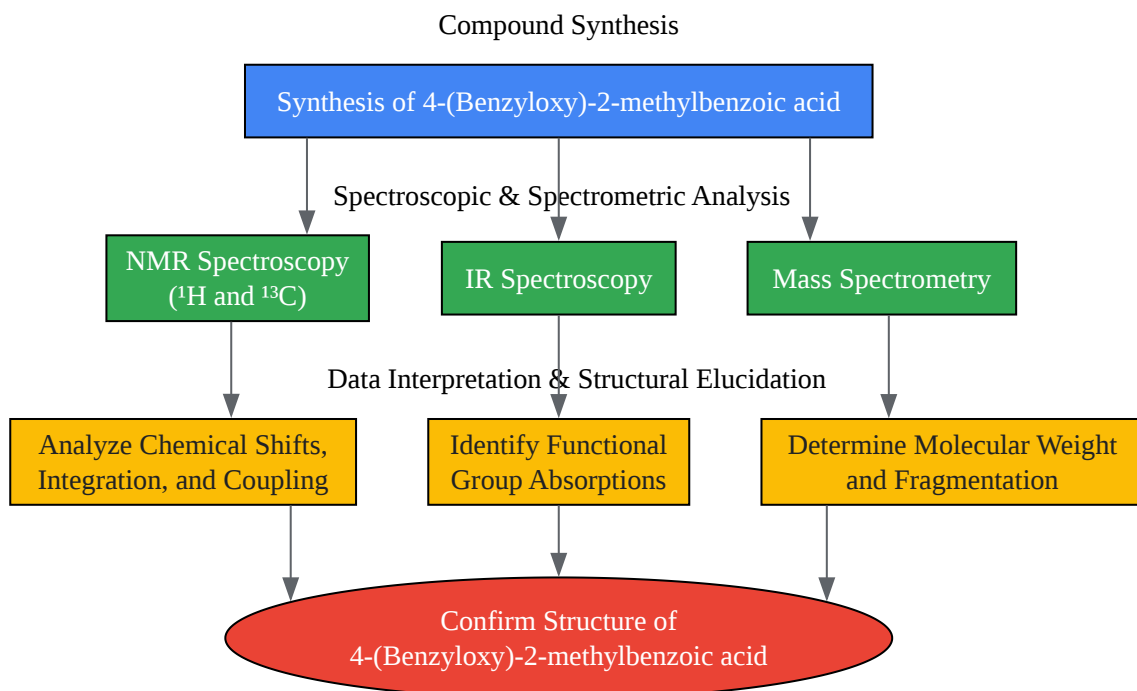 Compound Synthesis
Synthesis of 4-(Benzyloxy)-2-methylbenzoic acid
Spectroscopic & Spectrometric Analysis
NMR Spectroscopy
(¹H and ¹³C)
IR Spectroscopy
Mass Spectrometry
Data Interpretation & Structural Elucidation
Analyze Chemical Shifts,
Integration, and Coupling
Identify Functional
Group Absorptions
Determine Molecular Weight
and Fragmentation
Confirm Structure of
4-(Benzyloxy)-2-methylbenzoic acid